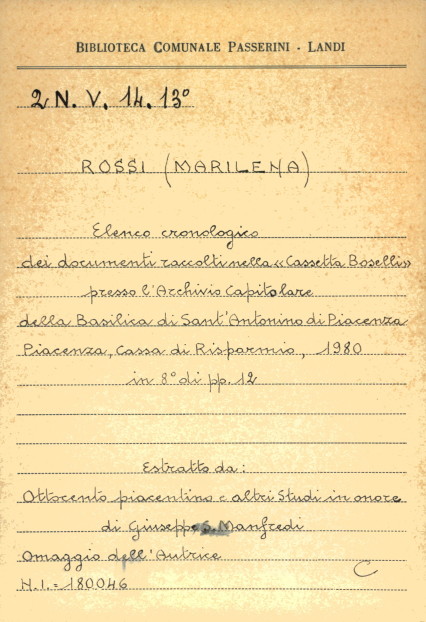 BIBLIOTECA COMUNALE PASSERINI - LANDI
2 N. V. 14. 13°
ROSSI (MARILENA)
Elenco cronologico
dei documenti raccolti nella «Cassetta Boselli»
presso l'Archivio Capitolare
della Basilica di Sant'Antonino di Piacenza
Piacenza, Cassa di Risparmio, 1980
in 8° di pp. 12
Estratto da:
Ottocento piacentino e altri Studi in onore
di Giuseppe S. Manfredi
Omaggio dell'Autrice
C
N.I. = 180046